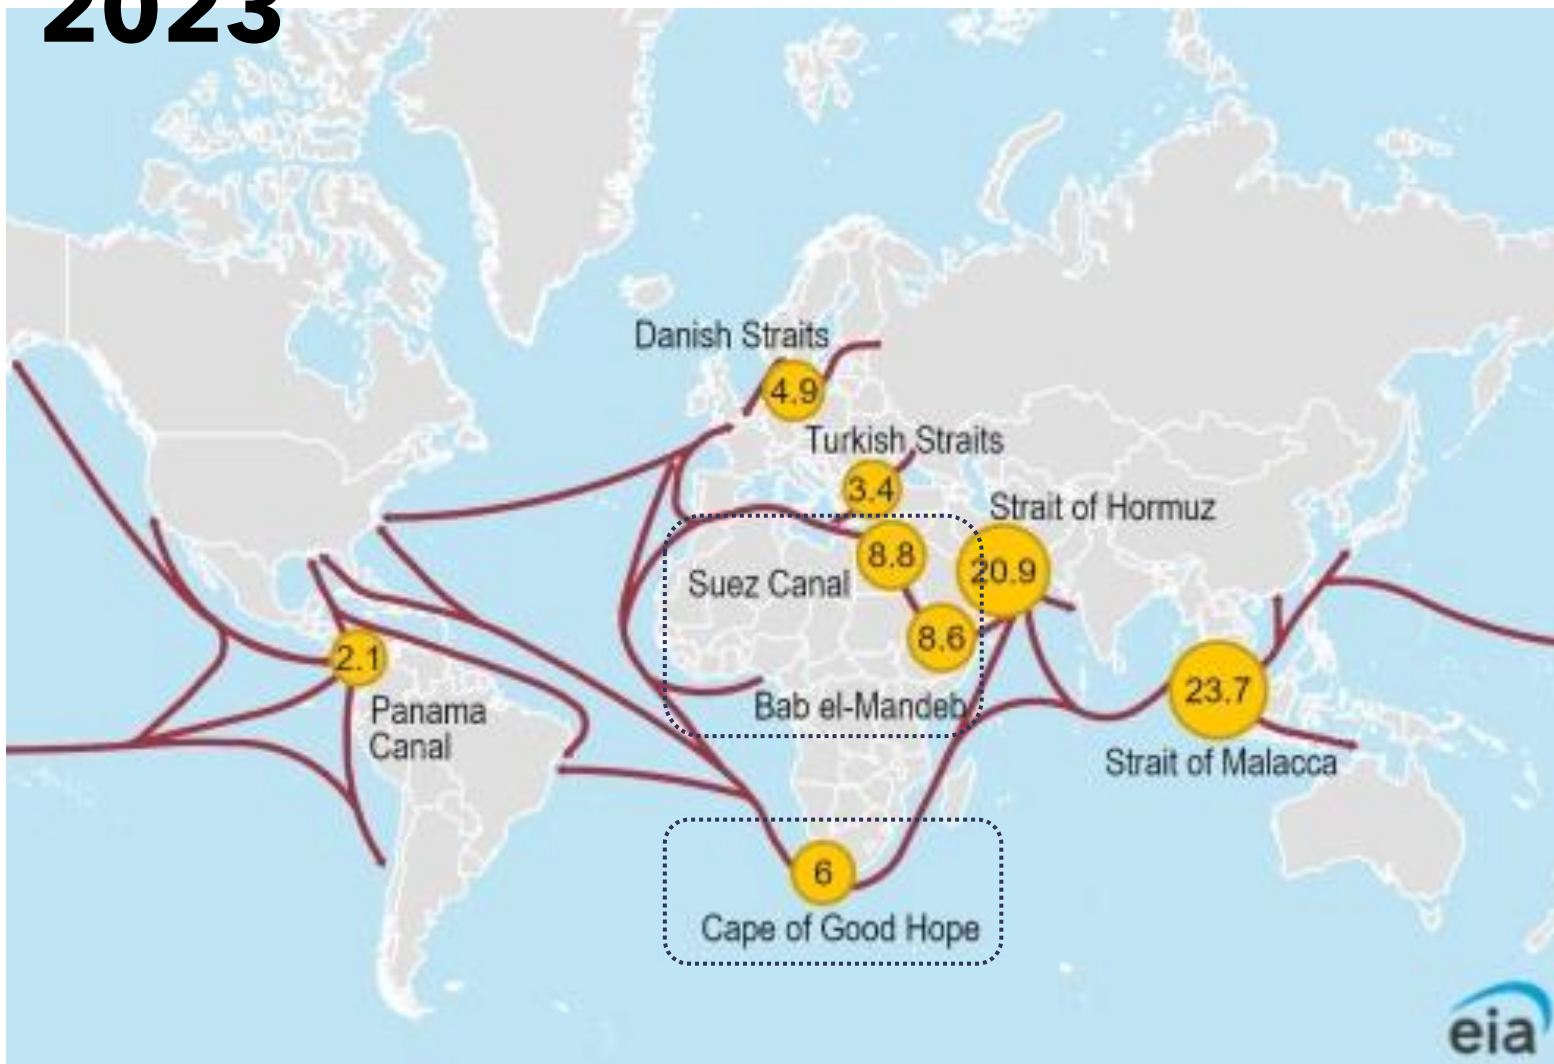 2023
Danish Straits
4.9
Turkish Straits
3.4
Strait of Hormuz
8.8
20.9
Suez Canal
8.6
2.1
23.7
Bab el-Mandeb
Panama
Canal
Strait of Malacca
6
Cape of Good Hope
eia